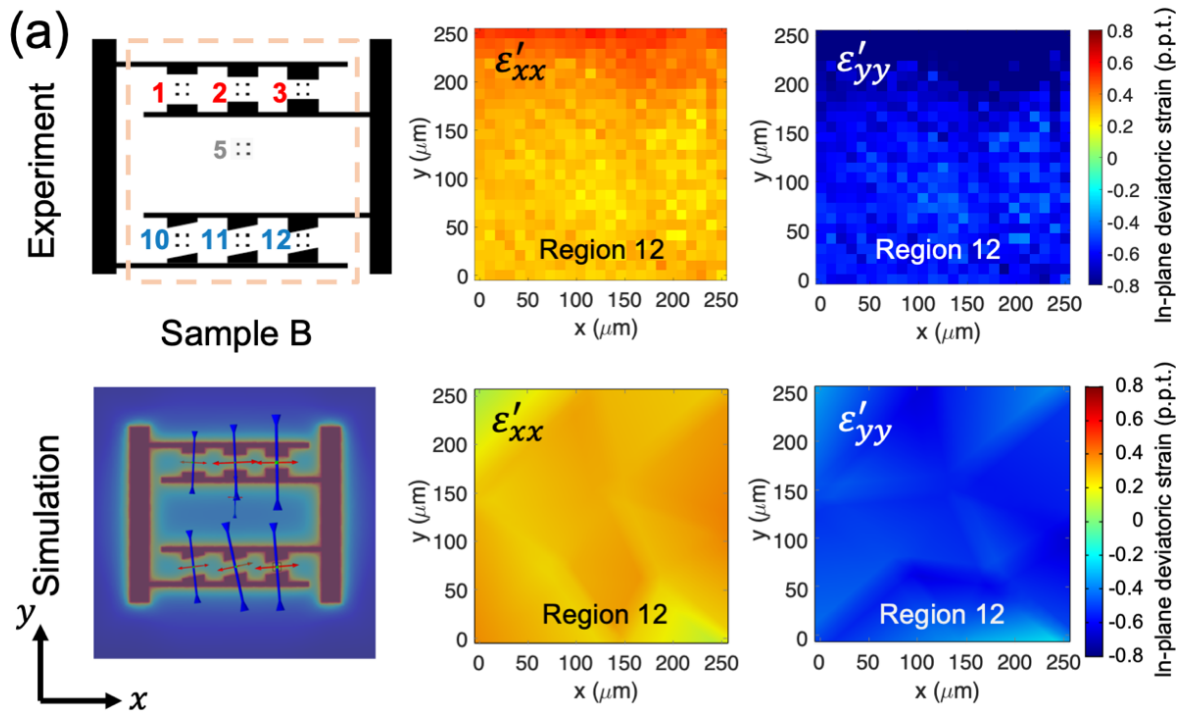 (a)
Experiment
1 2 3
5
10 11 12
Sample B
ε′xx
Region 12
y (μm)
250
200
150
100
50
0
0 50 100 150 200 250
x (μm)
ε′yy
Region 12
y (μm)
250
200
150
100
50
0
0 50 100 150 200 250
x (μm)
0.8
0.6
0.4
0.2
0
-0.2
-0.4
-0.6
-0.8
In-plane deviatoric strain (p.p.t.)
Simulation
y
x
ε′xx
Region 12
y (μm)
250
200
150
100
50
0
0 50 100 150 200 250
x (μm)
ε′yy
Region 12
y (μm)
250
200
150
100
50
0
0 50 100 150 200 250
x (μm)
0.8
0.6
0.4
0.2
0
-0.2
-0.4
-0.6
-0.8
In-plane deviatoric strain (p.p.t.)